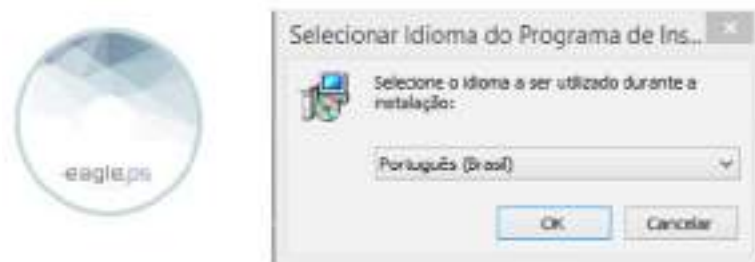 eagle.ps
Selecionar Idioma do Programa de Ins...
Selecione o idioma a ser utilizado durante a
instalação:
Português (Brasil)
OK
Cancelar